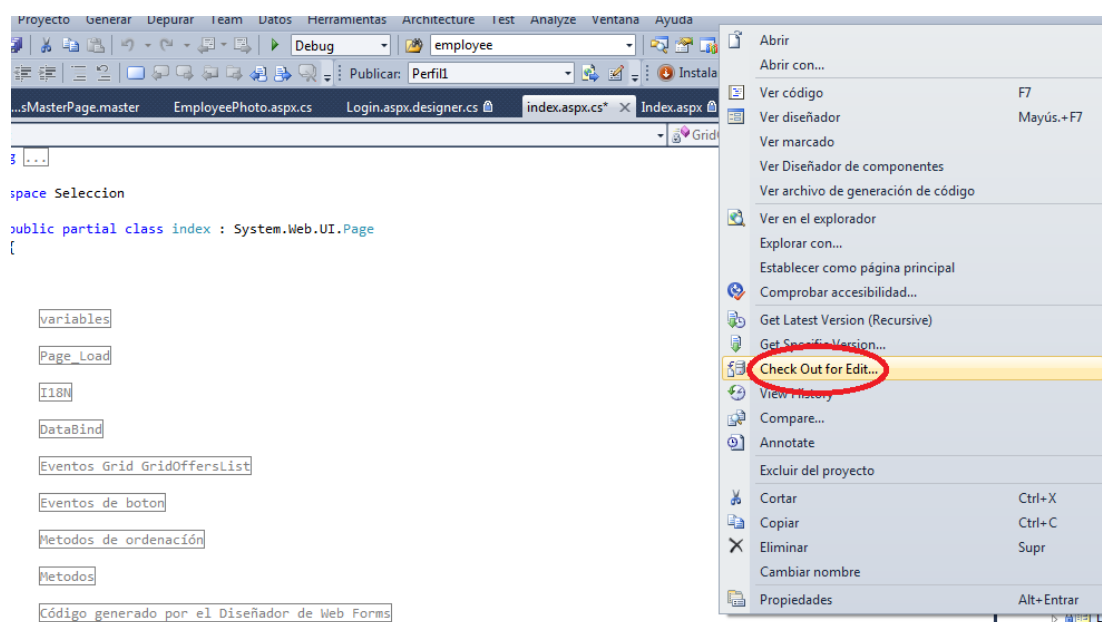 Proyecto Generar Depurar Team Datos Herramientas Architecture Test Analyze Ventana Ayuda
Debug employee
Publicar: Perfil1 Instala
...sMasterPage.master EmployeePhoto.aspx.cs Login.aspx.designer.cs index.aspx.cs* Index.aspx
Grid
g ...
space Seleccion
public partial class index : System.Web.UI.Page
{
variables
Page_Load
I18N
DataBind
Eventos Grid GridOffersList
Eventos de boton
Metodos de ordenación
Metodos
Código generado por el Diseñador de Web Forms
Abrir
Abrir con...
Ver código F7
Ver diseñador Mayús.+F7
Ver marcado
Ver Diseñador de componentes
Ver archivo de generación de código
Ver en el explorador
Explorar con...
Establecer como página principal
Comprobar accesibilidad...
Get Latest Version (Recursive)
Get Specific Version...
Check Out for Edit...
View History
Compare...
Annotate
Excluir del proyecto
Cortar Ctrl+X
Copiar Ctrl+C
Eliminar Supr
Cambiar nombre
Propiedades Alt+Entrar